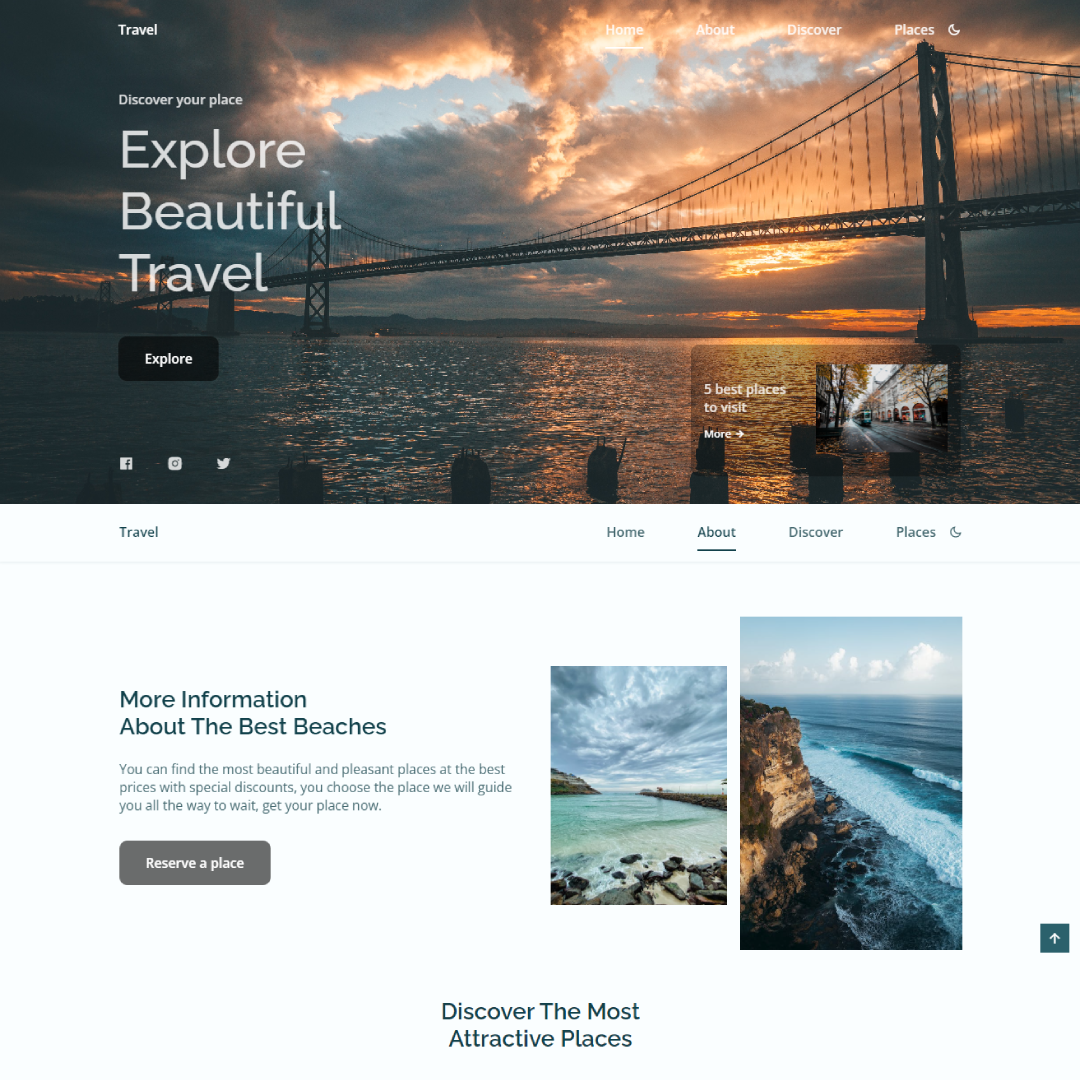 Travel
Home
About
Discover
Places
Discover your place
Explore
Beautiful
Travel
Explore
5 best places
to visit
More →
Travel
Home
About
Discover
Places
More Information
About The Best Beaches
You can find the most beautiful and pleasant places at the best
prices with special discounts, you choose the place we will guide
you all the way to wait, get your place now.
Reserve a place
Discover The Most
Attractive Places